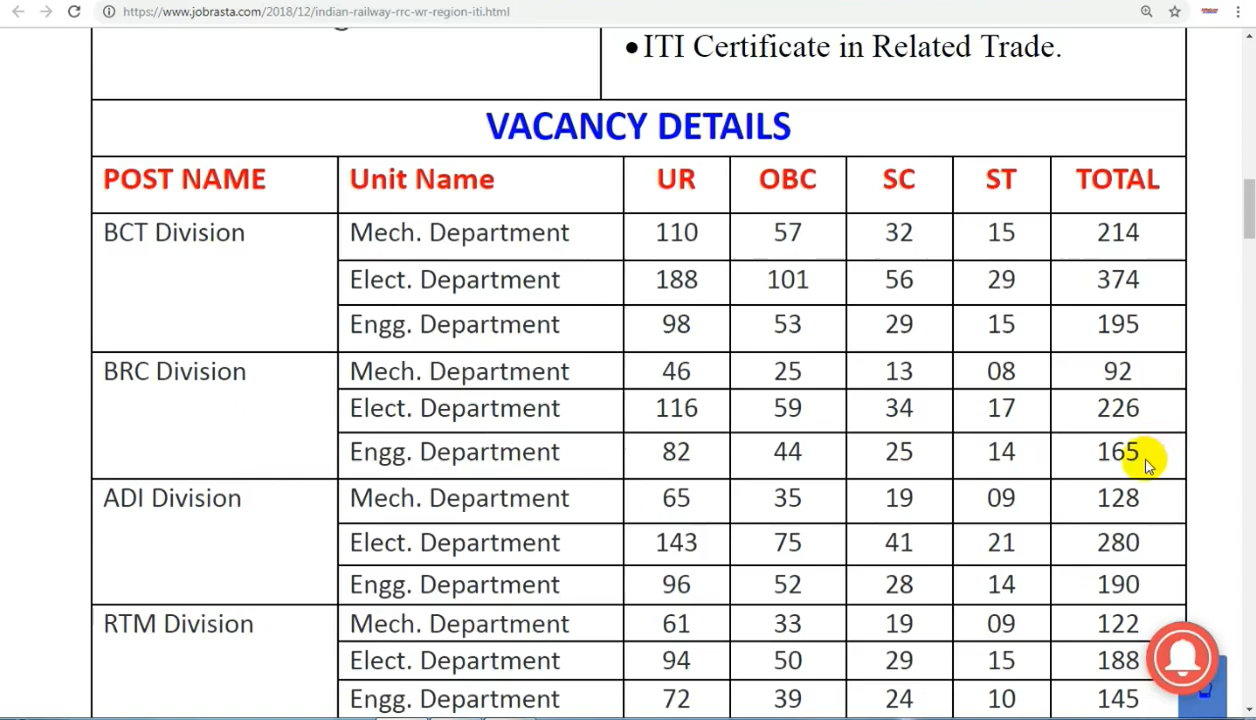 https://www.jobrasta.com/2018/12/indian-railway-rrc-wr-region-iti.html
•ITI Certificate in Related Trade.
VACANCY DETAILS
POST NAME Unit Name UR OBC SC ST TOTAL
BCT Division Mech. Department 110 57 32 15 214
Elect. Department 188 101 56 29 374
Engg. Department 98 53 29 15 195
BRC Division Mech. Department 46 25 13 08 92
Elect. Department 116 59 34 17 226
Engg. Department 82 44 25 14 165
ADI Division Mech. Department 65 35 19 09 128
Elect. Department 143 75 41 21 280
Engg. Department 96 52 28 14 190
RTM Division Mech. Department 61 33 19 09 122
Elect. Department 94 50 29 15 188
Engg. Department 72 39 24 10 145